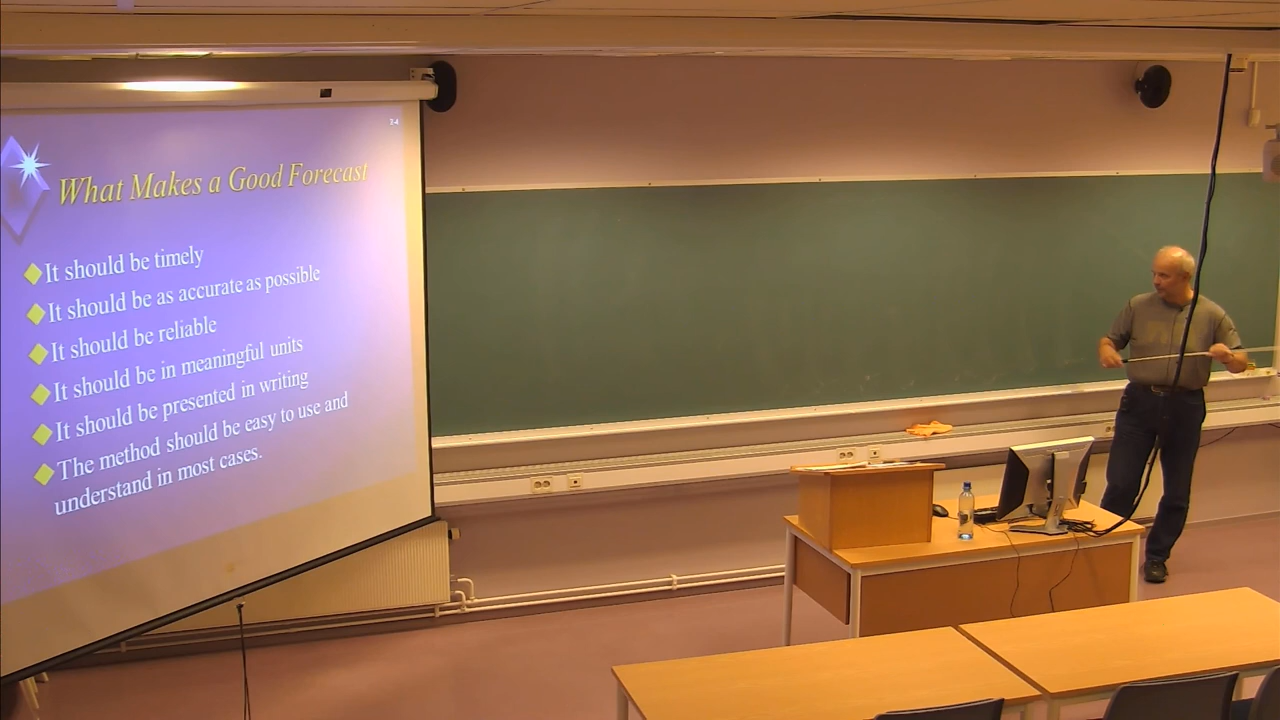 2-4
What Makes a Good Forecast
It should be timely
It should be as accurate as possible
It should be reliable
It should be in meaningful units
It should be presented in writing
The method should be easy to use and
understand in most cases.